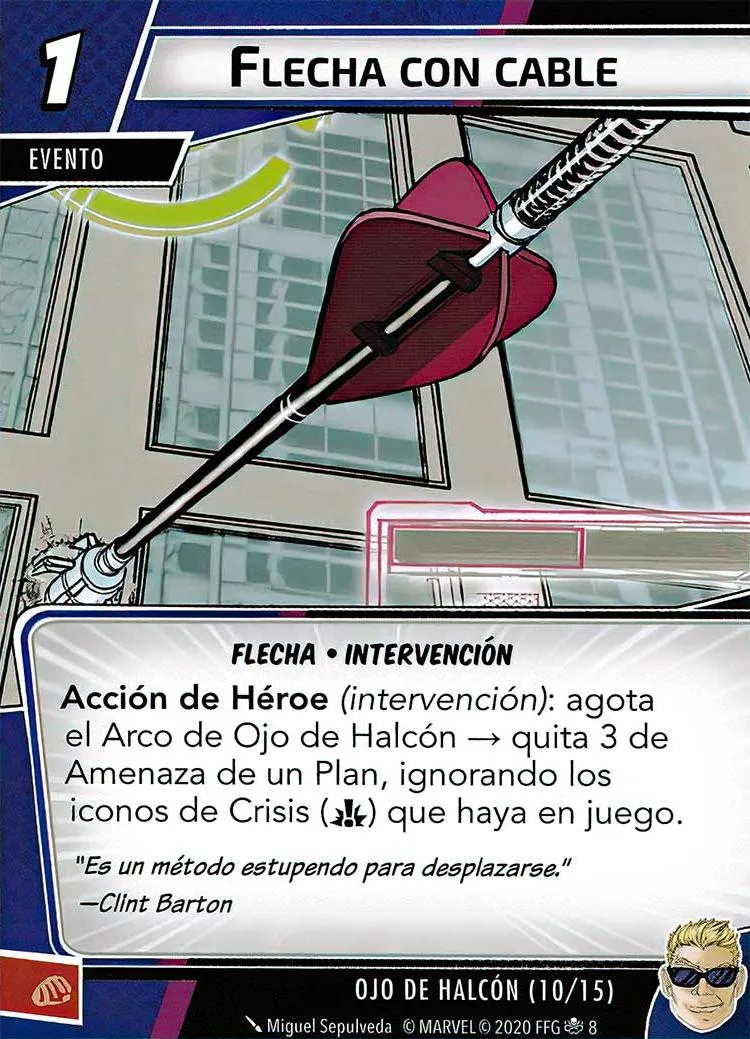 1
FLECHA CON CABLE
EVENTO
FLECHA • INTERVENCIÓN
Acción de Héroe (intervención): agota
el Arco de Ojo de Halcón → quita 3 de
Amenaza de un Plan, ignorando los
iconos de Crisis () que haya en juego.
"Es un método estupendo para desplazarse."
—Clint Barton
OJO DE HALCÓN (10/15)
Miguel Sepulveda © MARVEL © 2020 FFG 8